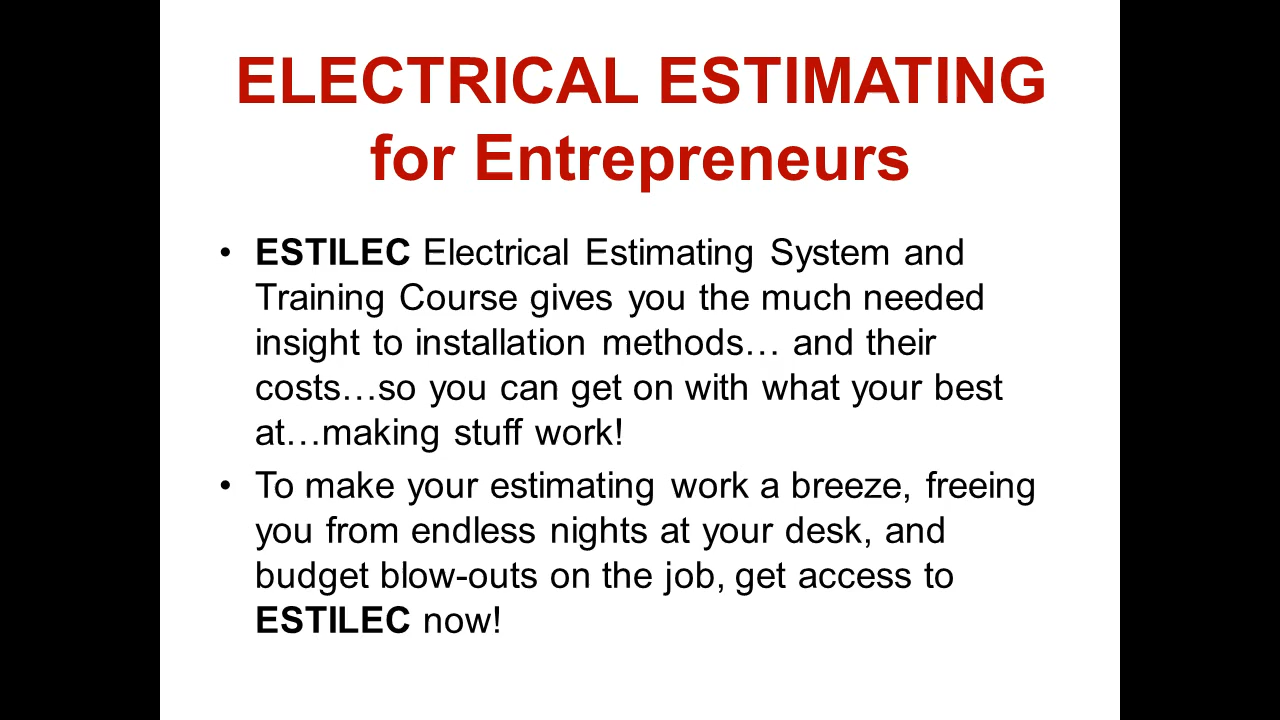 ELECTRICAL ESTIMATING
for Entrepreneurs
• ESTILEC Electrical Estimating System and
Training Course gives you the much needed
insight to installation methods… and their
costs…so you can get on with what your best
at…making stuff work!
• To make your estimating work a breeze, freeing
you from endless nights at your desk, and
budget blow-outs on the job, get access to
ESTILEC now!